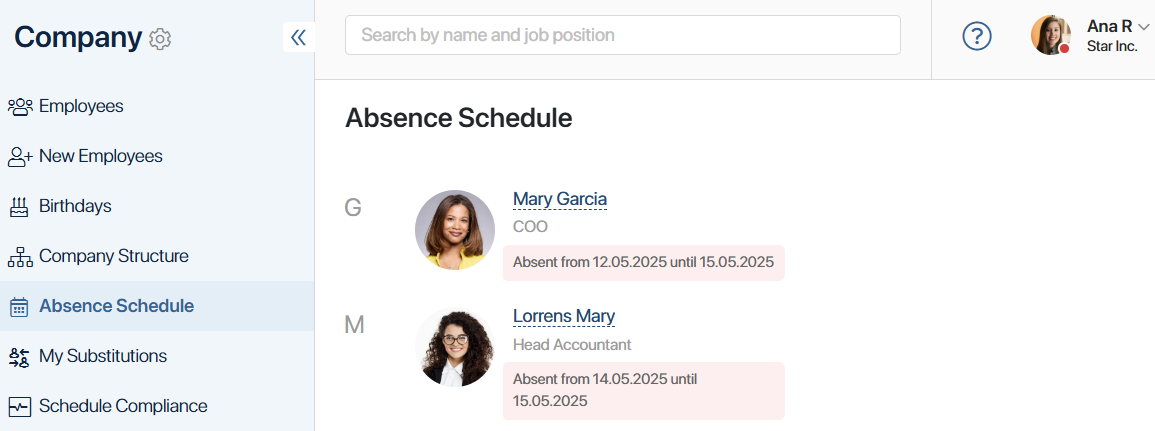 Company
Search by name and job position
?
Ana R
Star Inc.
Employees
New Employees
Birthdays
Company Structure
Absence Schedule
My Substitutions
Schedule Compliance
Absence Schedule
G
Mary Garcia
COO
Absent from 12.05.2025 until 15.05.2025
M
Lorrens Mary
Head Accountant
Absent from 14.05.2025 until
15.05.2025